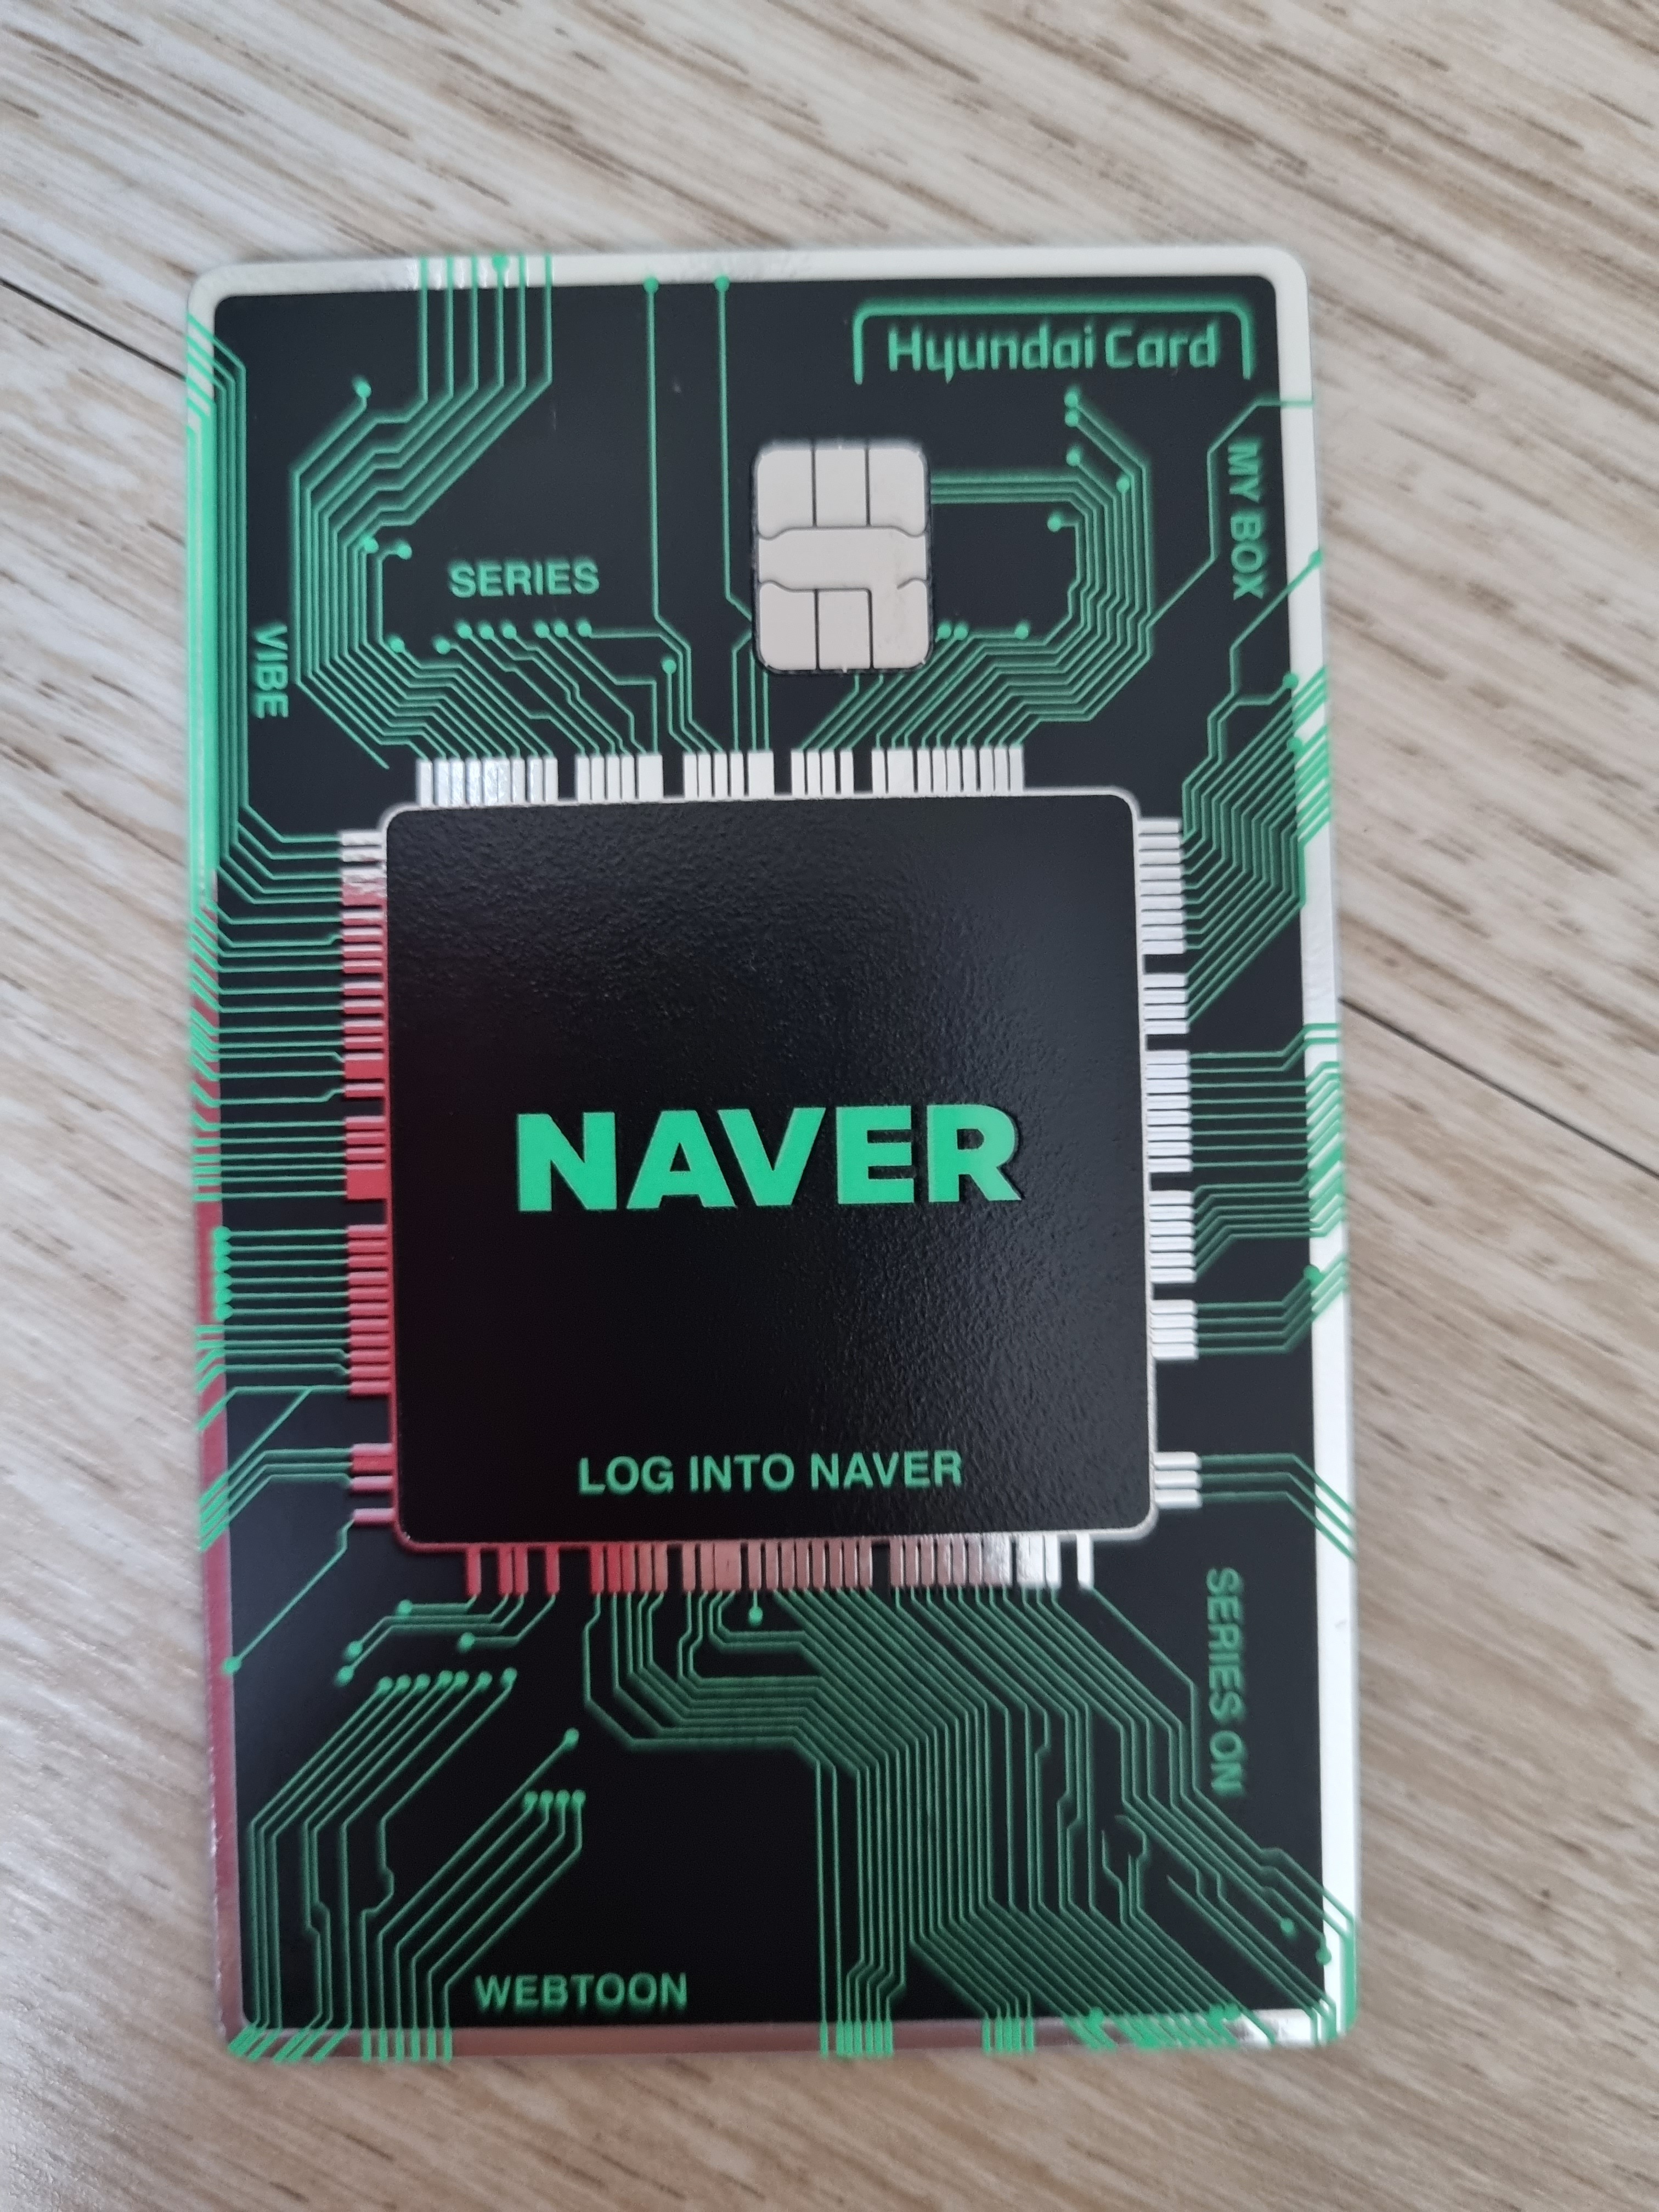 Hyundai Card
MY BOX
SERIES
VIBE
NAVER
LOG INTO NAVER
SERIES ON
WEBTOON